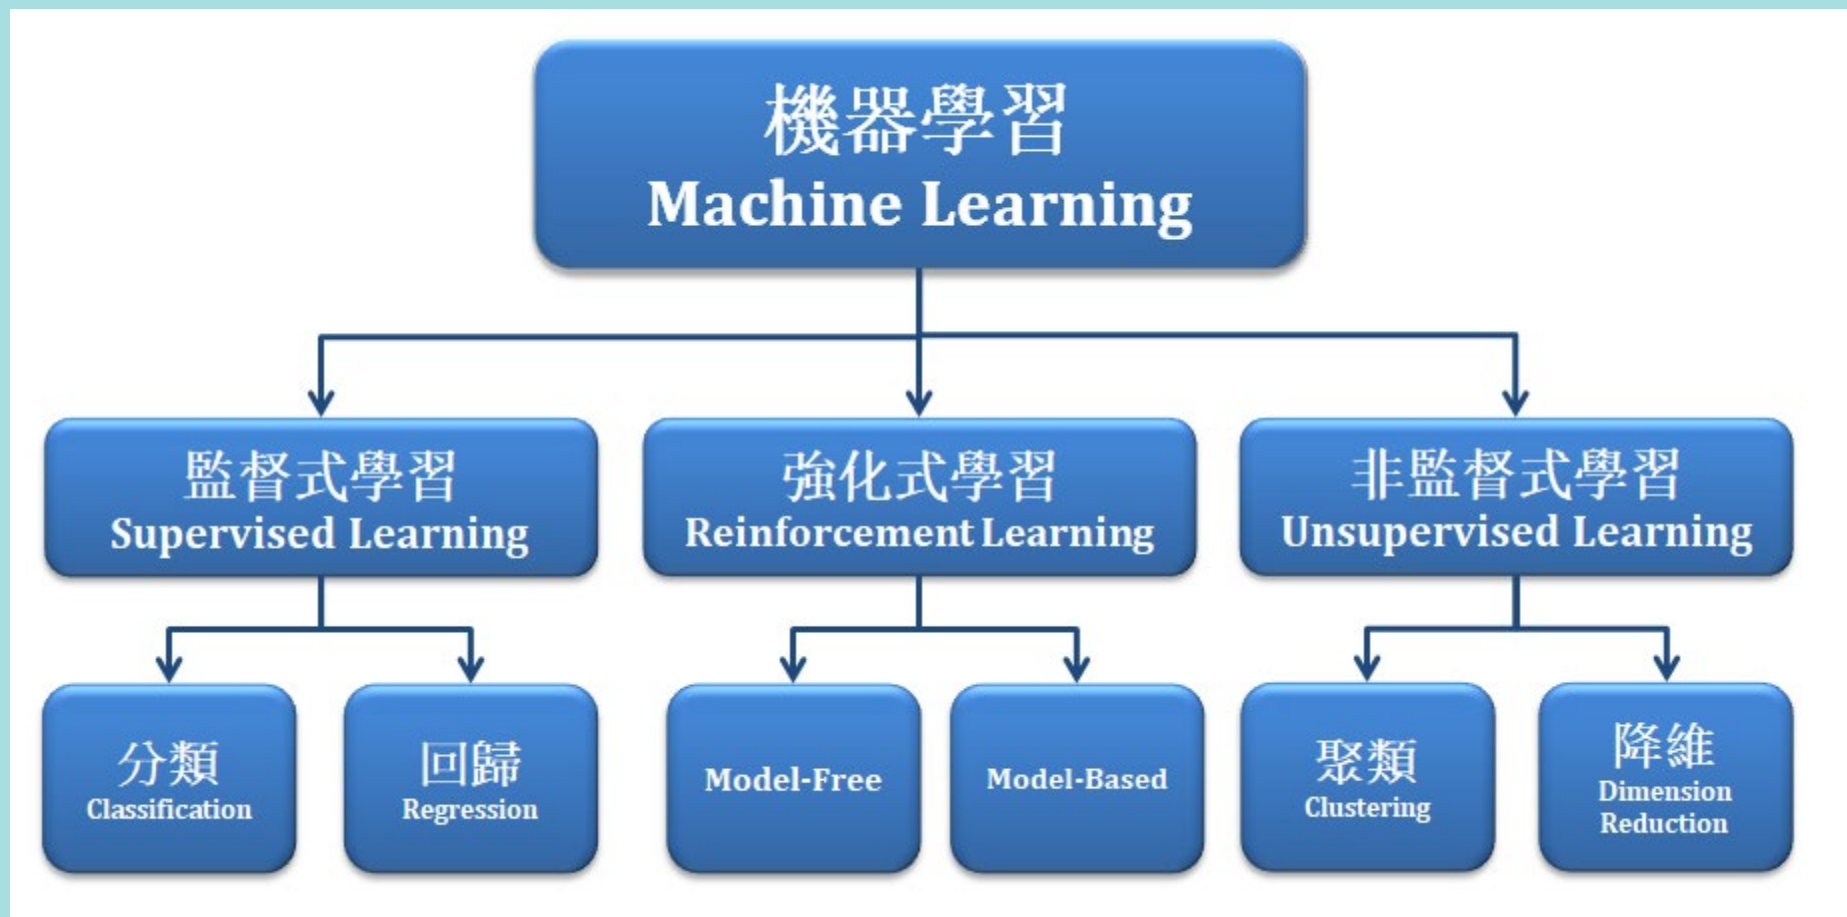 機器學習
Machine Learning
監督式學習
Supervised Learning
強化式學習
Reinforcement Learning
非監督式學習
Unsupervised Learning
分類
Classification
回歸
Regression
Model-Free
Model-Based
聚類
Clustering
降維
Dimension
Reduction